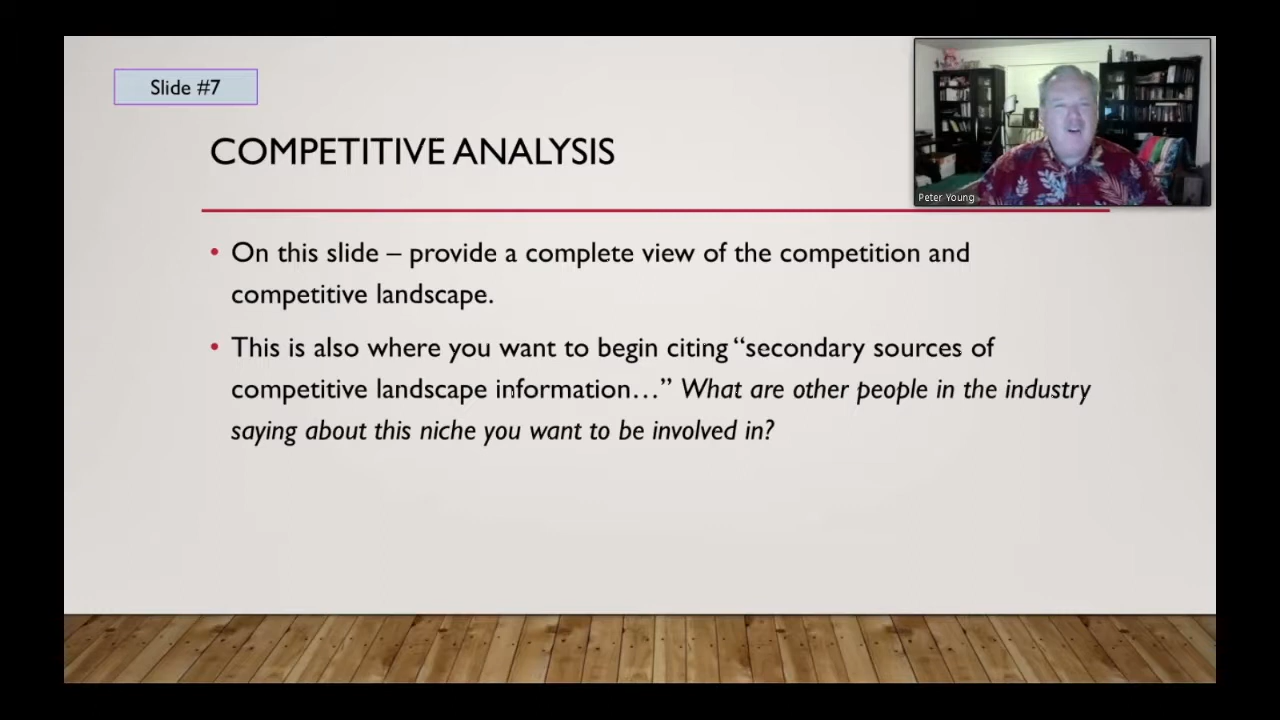 Slide #7
COMPETITIVE ANALYSIS
Peter Young
• On this slide – provide a complete view of the competition and
competitive landscape.
• This is also where you want to begin citing “secondary sources of
competitive landscape information…” What are other people in the industry
saying about this niche you want to be involved in?